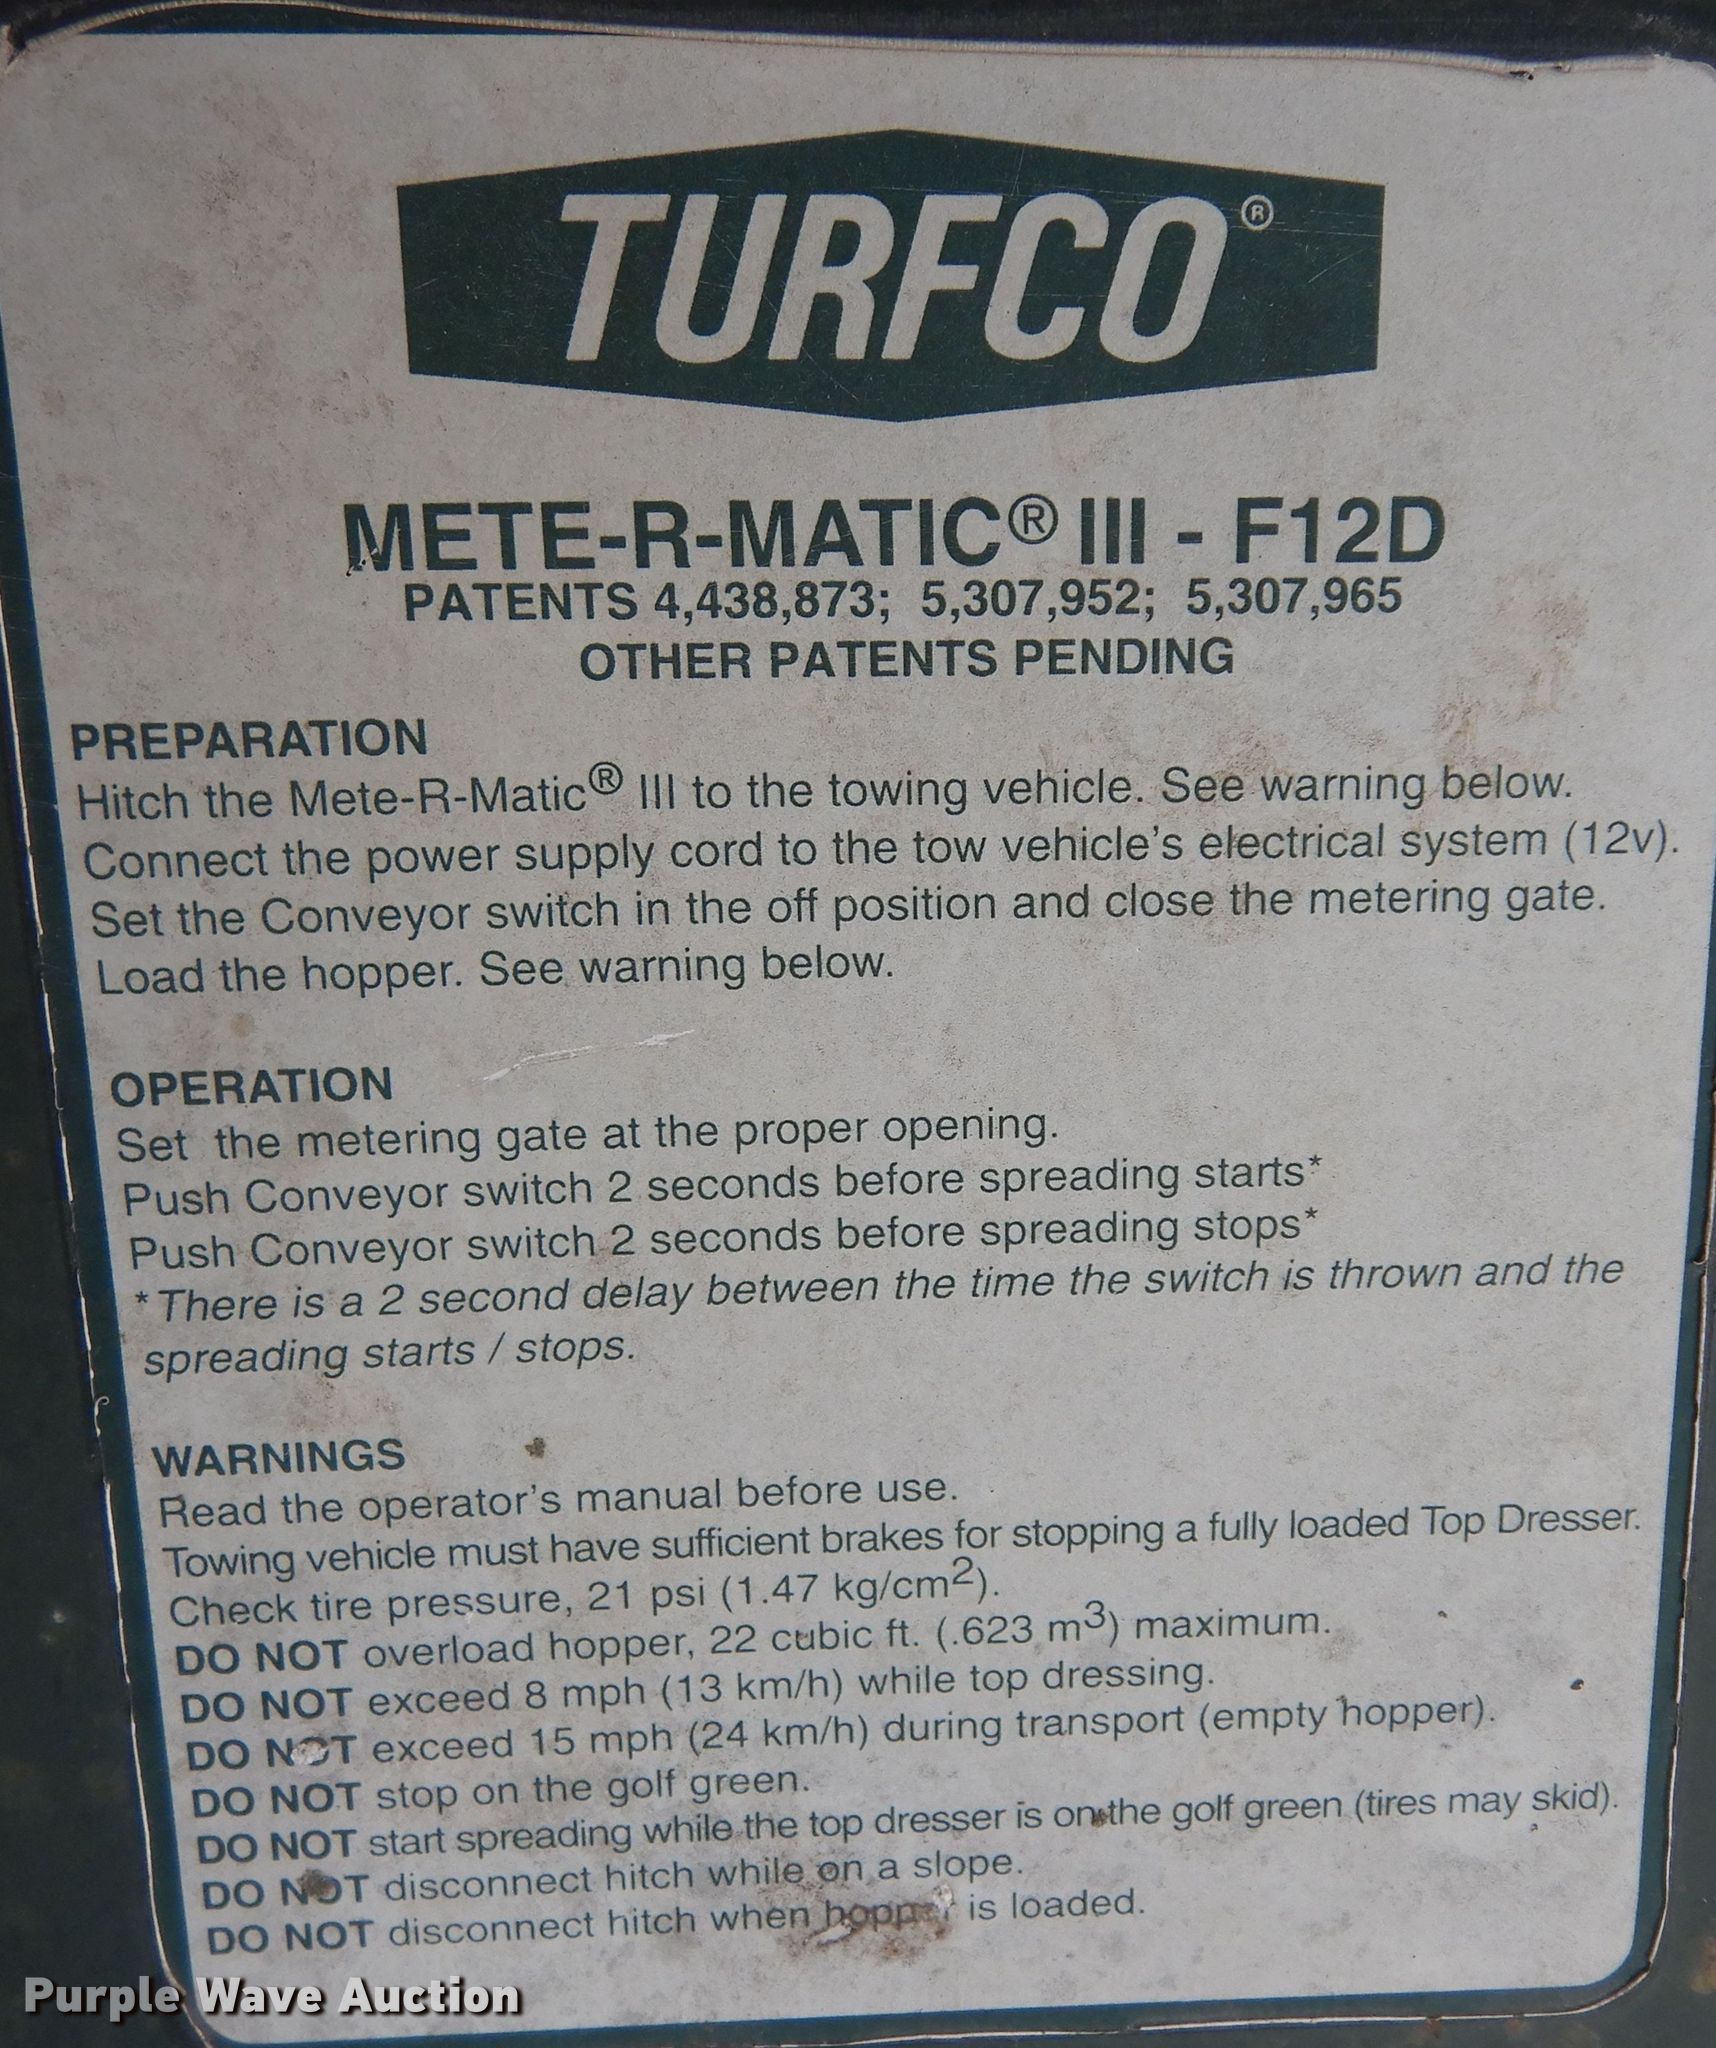 TURFCO®
METE-R-MATIC® III - F12D
PATENTS 4,438,873; 5,307,952; 5,307,965
OTHER PATENTS PENDING
PREPARATION
Hitch the Mete-R-Matic® III to the towing vehicle. See warning below.
Connect the power supply cord to the tow vehicle's electrical system (12v).
Set the Conveyor switch in the off position and close the metering gate.
Load the hopper. See warning below.
OPERATION
Set the metering gate at the proper opening.
Push Conveyor switch 2 seconds before spreading starts*
Push Conveyor switch 2 seconds before spreading stops*
*There is a 2 second delay between the time the switch is thrown and the
spreading starts / stops.
WARNINGS
Read the operator's manual before use.
Towing vehicle must have sufficient brakes for stopping a fully loaded Top Dresser.
Check tire pressure, 21 psi (1.47 kg/cm²).
DO NOT overload hopper, 22 cubic ft. (.623 m³) maximum.
DO NOT exceed 8 mph (13 km/h) while top dressing.
DO NOT exceed 15 mph (24 km/h) during transport (empty hopper).
DO NOT stop on the golf green.
DO NOT start spreading while the top dresser is on the golf green (tires may skid).
DO NOT disconnect hitch while on a slope.
DO NOT disconnect hitch when hopper is loaded.
Purple Wave Auction